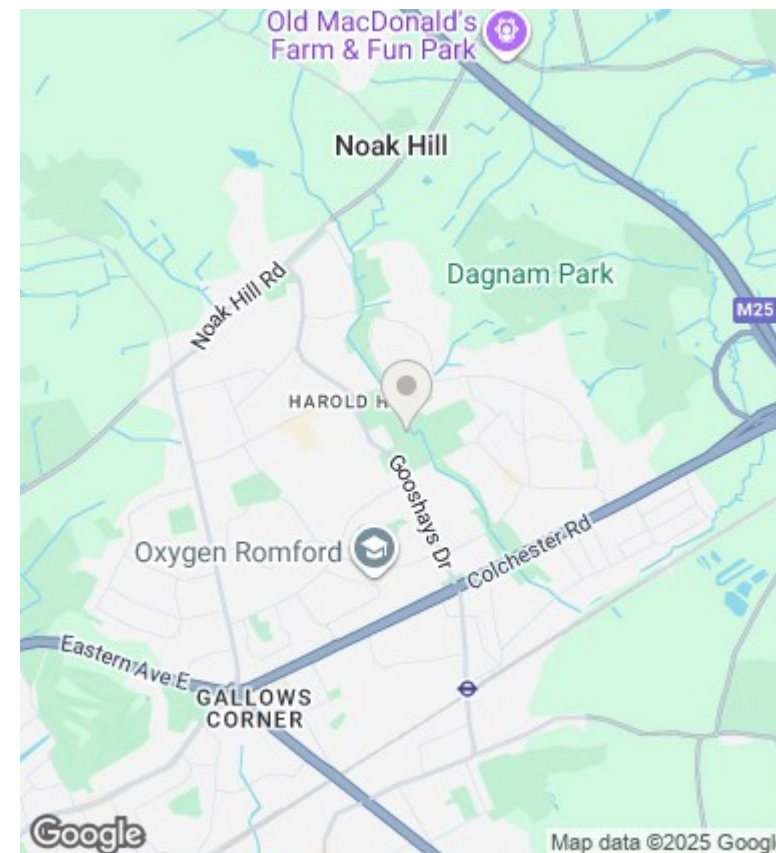 Old MacDonald's
Farm & Fun Park
Noak Hill
Dagnam Park
Noak Hill Rd
M25
HAROLD H
Gooshays Dr
Oxygen Romford
Colchester Rd
Eastern Ave E
GALLOWS
CORNER
Google
Map data ©2025 Googl